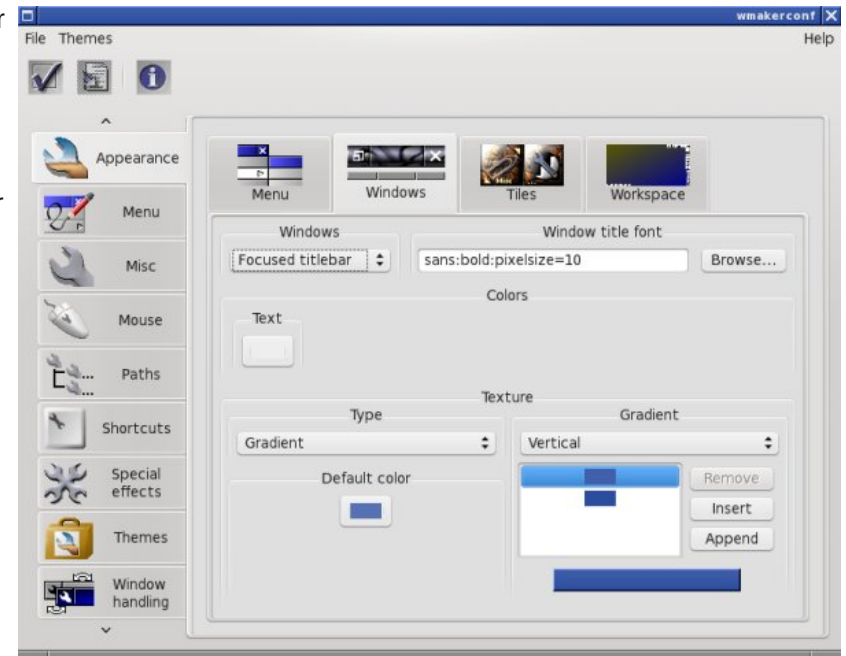 r
wmakerconf
File Themes Help
Appearance
Menu
r
Misc
Mouse
Paths
Shortcuts
Special
effects
Themes
Window
handling
Menu
Windows
Tiles
Workspace
Windows
Focused titlebar
Window title font
sans:bold:pixelsize=10
Browse...
Colors
Text
Texture
Type
Gradient
Default color
Gradient
Vertical
Remove
Insert
Append